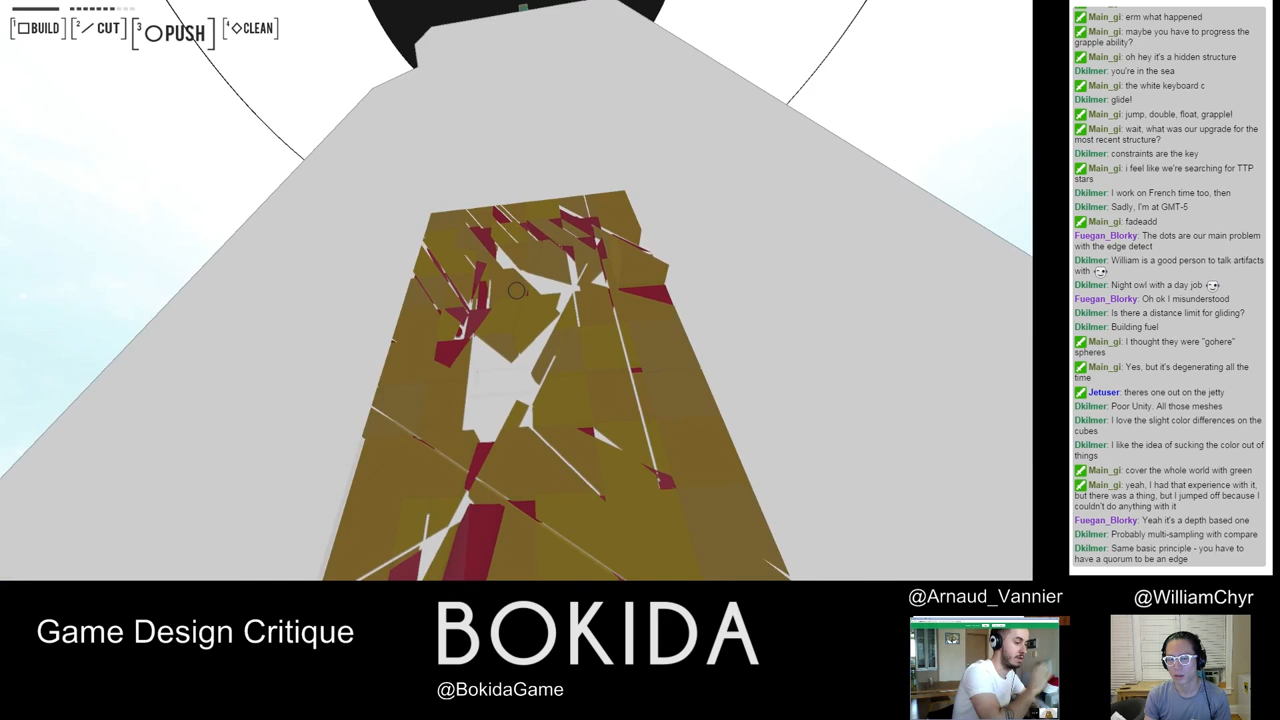 1 BUILD 2 CUT 3 PUSH 4 CLEAN
Main_gi: erm what happened
Main_gi: maybe you have to progress the
grapple ability?
Main_gi: oh hey it's a hidden structure
Dkilmer: you're in the sea
Main_gi: the white keyboard c
Dkilmer: glide!
Main_gi: jump, double, float, grapple!
Main_gi: wait, what was our upgrade for the
most recent structure?
Dkilmer: constraints are the key
Main_gi: i feel like we're searching for TTP
stars
Dkilmer: I work on French time too, then
Dkilmer: Sadly, I'm at GMT-5
Main_gi: fadeadd
Fuegan_Blorky: The dots are our main problem
with the edge detect
Dkilmer: William is a good person to talk artifacts
with
Dkilmer: Night owl with a day job
Fuegan_Blorky: Oh ok I misunderstood
Dkilmer: Is there a distance limit for gliding?
Dkilmer: Building fuel
Main_gi: I thought they were "gohere"
spheres
Main_gi: Yes, but it's degenerating all the
time
Jetuser: theres one out on the jetty
Dkilmer: Poor Unity. All those meshes
Dkilmer: I love the slight color differences on the
cubes
Dkilmer: I like the idea of sucking the color out of
things
Main_gi: cover the whole world with green
Main_gi: yeah, I had that experience with it,
but there was a thing, but I jumped off because I
couldn't do anything with it
Fuegan_Blorky: Yeah it's a depth based one
Dkilmer: Probably multi-sampling with compare
Dkilmer: Same basic principle - you have to
have a quorum to be an edge
Game Design Critique
BOKIDA
@BokidaGame
@Arnaud_Vannier
@WilliamChyr